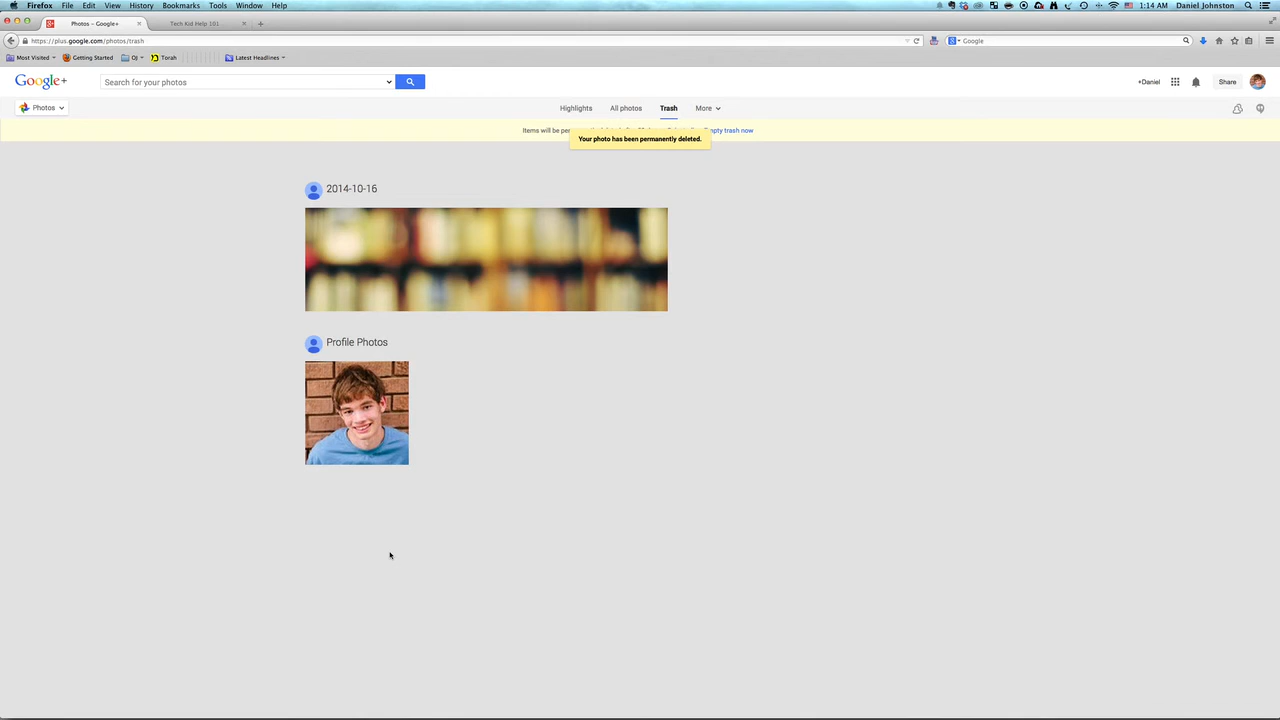 Firefox File Edit View History Bookmarks Tools Window Help 1:14 AM Daniel Johnston
Photos – Google+ Tech Kid Help 101
https://plus.google.com/photos/trash Google
Most Visited Getting Started OJ Torah Latest Headlines
Google+ Search for your photos +Daniel Share
Photos Highlights All photos Trash More
Items will be empty trash now
Your photo has been permanently deleted.
2014-10-16
Profile Photos